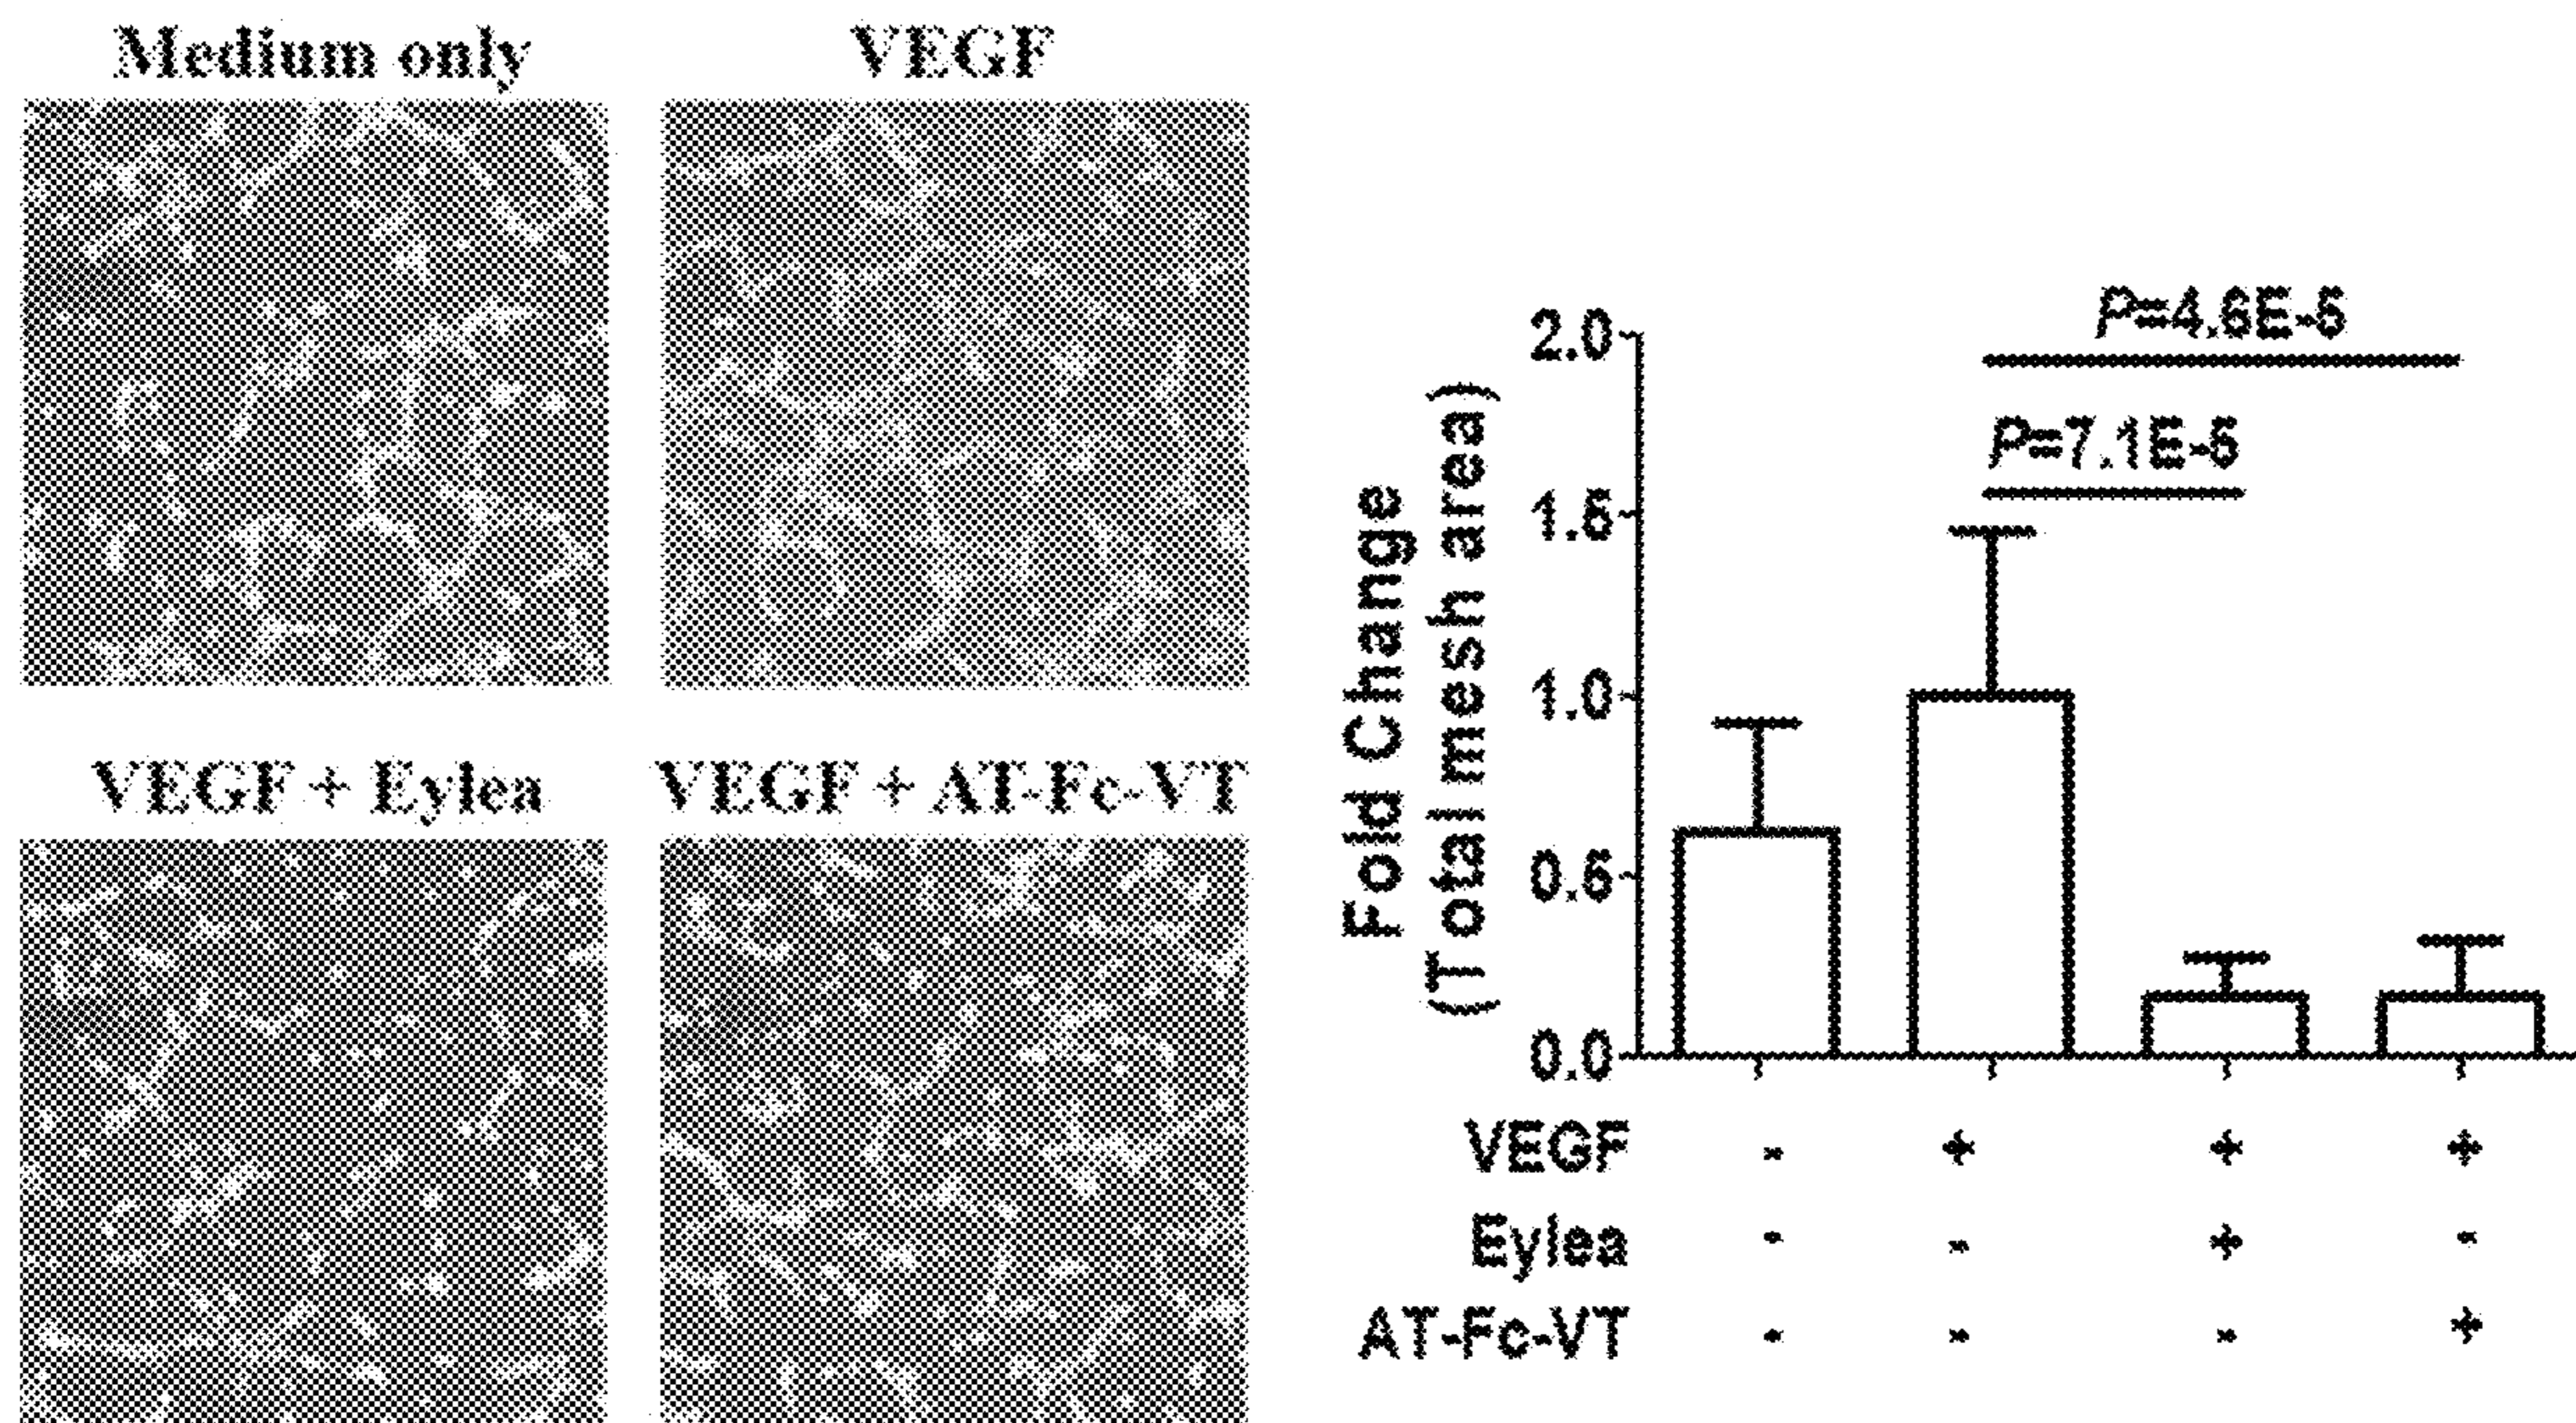 Medium only
VEGF
VEGF + Eylea
VEGF + AT-Fc-VT
P=4.6E-5
P=7.1E-5
Fold Change
(Total mesh area)
2.0
1.5
1.0
0.5
0.0
VEGF - + + +
Eylea - - + -
AT-Fc-VT - - - +